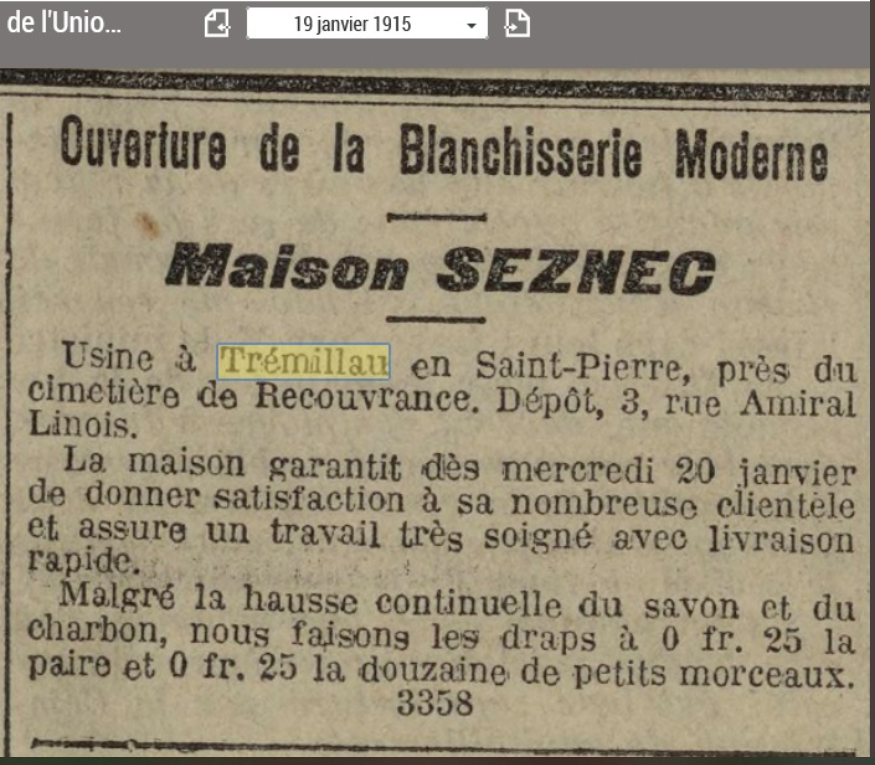 de l'Unio...
19 janvier 1915
Ouverture de la Blanchisserie Moderne
Maison SEZNEC
Usine à Trémillau en Saint-Pierre, près du
cimetière de Recouvrance. Dépôt, 3, rue Amiral
Linois.
La maison garantit dès mercredi 20 janvier
de donner satisfaction à sa nombreuse clientèle
et assure un travail très soigné avec livraison
rapide.
Malgré la hausse continuelle du savon et du
charbon, nous faisons les draps à 0 fr. 25 la
paire et 0 fr. 25 la douzaine de petits morceaux.
3358